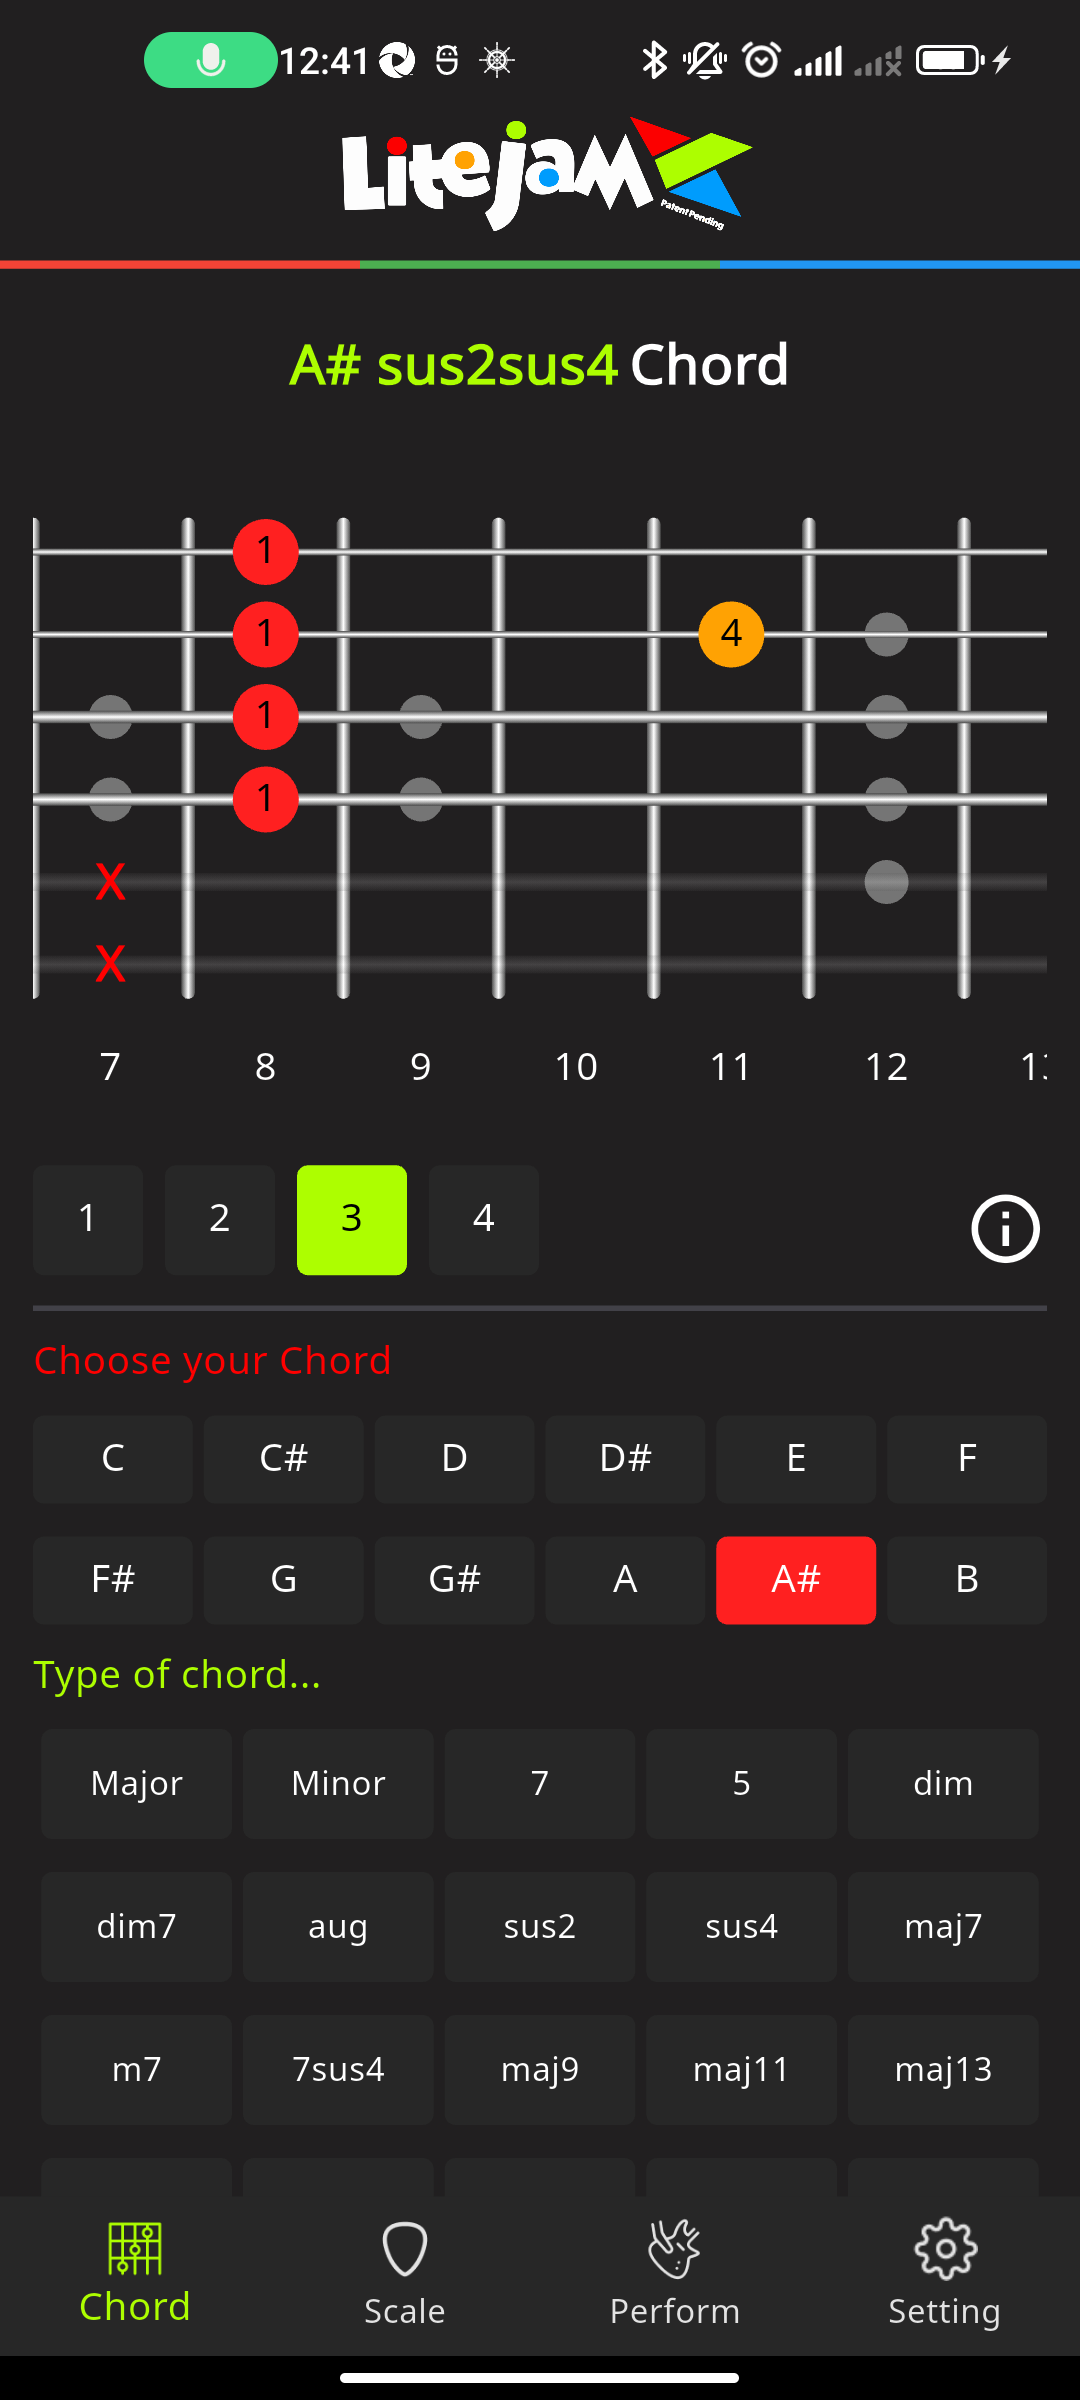 12:41
LiteJam
Patent Pending
A# sus2sus4 Chord
1
1 4
1
1
X
X
7 8 9 10 11 12
1 2 3 4
Choose your Chord
C C# D D# E F
F# G G# A A# B
Type of chord...
Major Minor 7 5 dim
dim7 aug sus2 sus4 maj7
m7 7sus4 maj9 maj11 maj13
Chord Scale Perform Setting